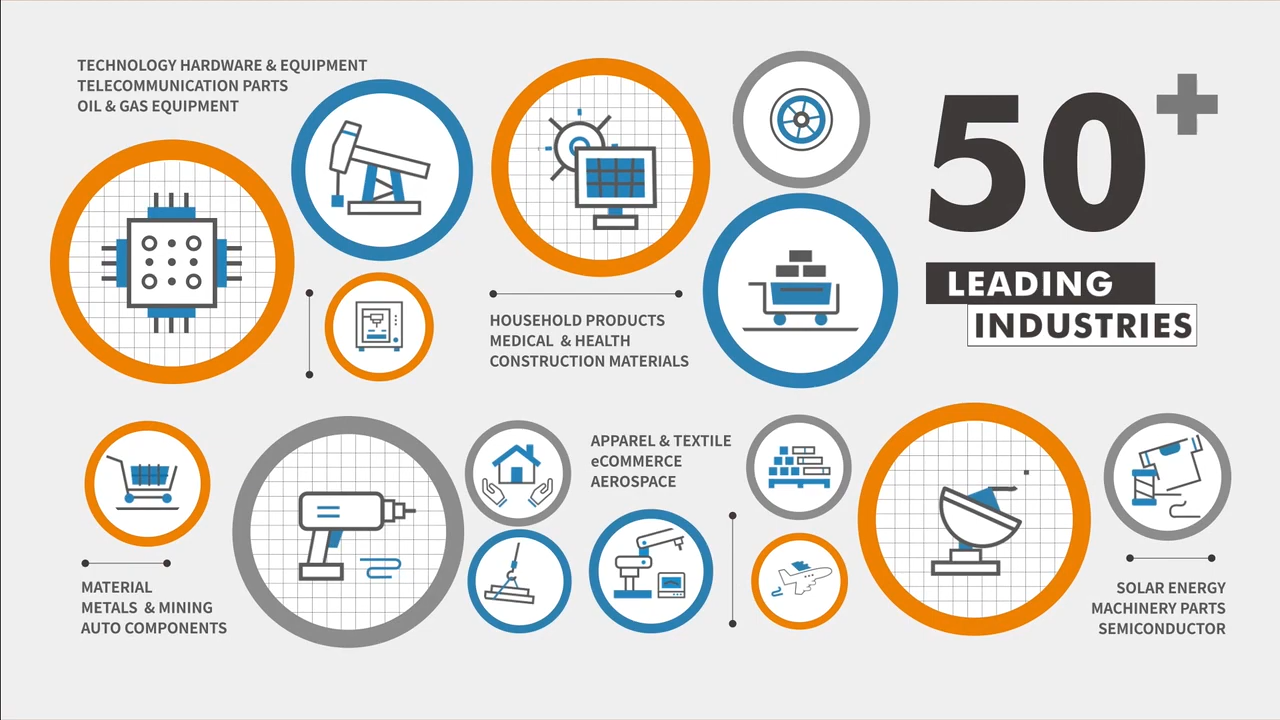 TECHNOLOGY HARDWARE & EQUIPMENT
TELECOMMUNICATION PARTS
OIL & GAS EQUIPMENT
50+
LEADING
INDUSTRIES
HOUSEHOLD PRODUCTS
MEDICAL & HEALTH
CONSTRUCTION MATERIALS
APPAREL & TEXTILE
eCOMMERCE
AEROSPACE
MATERIAL
METALS & MINING
AUTO COMPONENTS
SOLAR ENERGY
MACHINERY PARTS
SEMICONDUCTOR